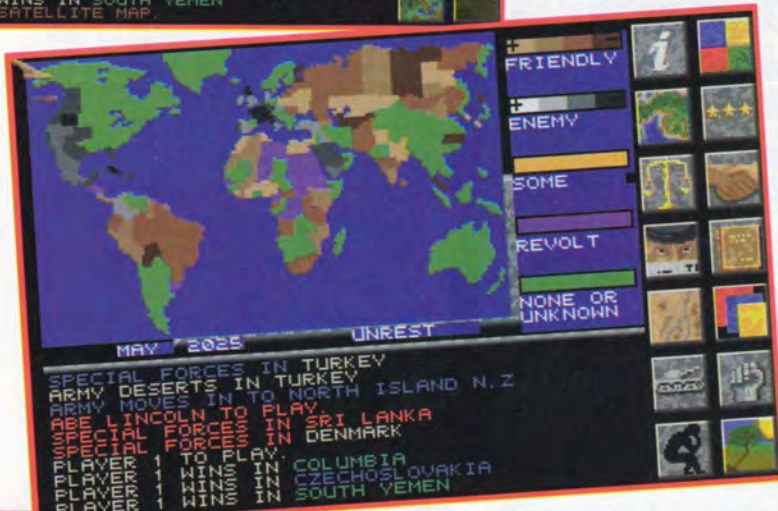 WINS IN SOUTH YEMEN
SATELLITE MAP.
+ –
FRIENDLY
+
ENEMY
SOME
REVOLT
NONE OR
UNKNOWN
i
MAY 2025 UNREST
SPECIAL FORCES IN TURKEY
ARMY DESERTS IN TURKEY
ARMY MOVES IN TO NORTH ISLAND N.Z
ABE LINCOLN TO PLAY.
SPECIAL FORCES IN SRI LANKA
SPECIAL FORCES IN DENMARK
PLAYER 1 TO PLAY.
PLAYER 1 WINS IN COLUMBIA
PLAYER 1 WINS IN CZECHOSLOVAKIA
PLAYER 1 WINS IN SOUTH YEMEN